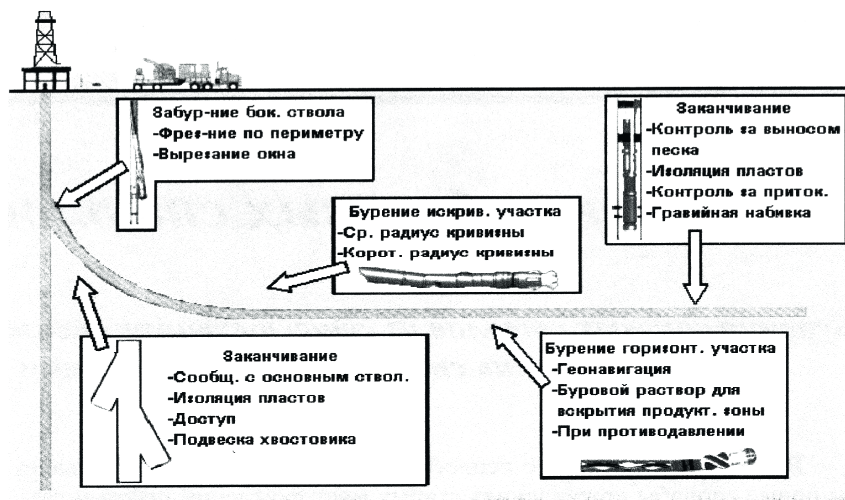 Забур-ние бок. ствола
-Фрез-ние по периметру
-Вырезание окна
Заканчивание
-Контроль за выносом
песка
-Изоляция пластов
-Контроль за приток.
-Гравийная набивка
Бурение искрив. участка
-Ср. радиус кривизны
-Корот. радиус кривизны
Заканчивание
-Сообщ. с основным ствол.
-Изоляция пластов
-Доступ
-Подвеска хвостовика
Бурение горизонт. участка
-Геонавигация
-Буровой раствор для
вскрытия продукт. зоны
-При противодавлении